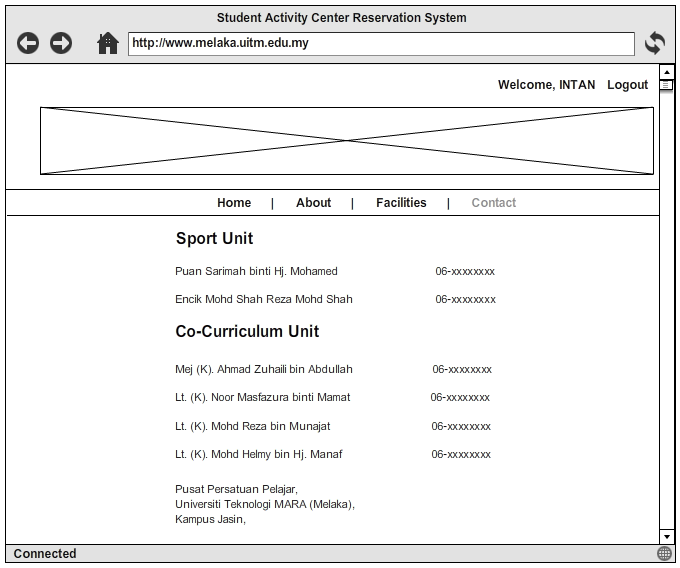 Student Activity Center Reservation System
http://www.melaka.uitm.edu.my
Welcome, INTAN Logout
Home | About | Facilities | Contact
Sport Unit
Puan Sarimah binti Hj. Mohamed 06-xxxxxxxx
Encik Mohd Shah Reza Mohd Shah 06-xxxxxxxx
Co-Curriculum Unit
Mej (K). Ahmad Zuhaili bin Abdullah 06-xxxxxxxx
Lt. (K). Noor Masfazura binti Mamat 06-xxxxxxxx
Lt. (K). Mohd Reza bin Munajat 06-xxxxxxxx
Lt. (K). Mohd Helmy bin Hj. Manaf 06-xxxxxxxx
Pusat Persatuan Pelajar,
Universiti Teknologi MARA (Melaka),
Kampus Jasin,
Connected